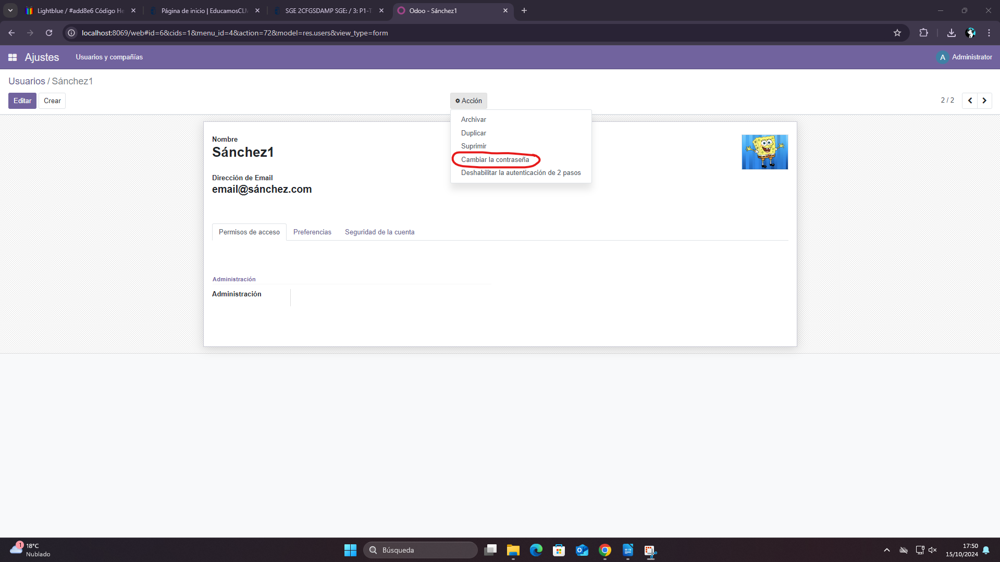 Lightblue / #add8e6 Código He
Página de inicio | EducamosCLM
SGE 2CFGSDAMP SGE: / 3: P1-T
Odoo - Sánchez1
localhost:8069/web#id=6&cids=1&menu_id=4&action=72&model=res.users&view_type=form
Ajustes
Usuarios y compañías
A
Administrator
Usuarios / Sánchez1
Editar
Crear
Acción
2 / 2
Archivar
Duplicar
Suprimir
Cambiar la contraseña
Deshabilitar la autenticación de 2 pasos
Nombre
Sánchez1
Dirección de Email
email@sánchez.com
Permisos de acceso
Preferencias
Seguridad de la cuenta
Administración
Administración
1
18°C
Nublado
Búsqueda
17:50
15/10/2024